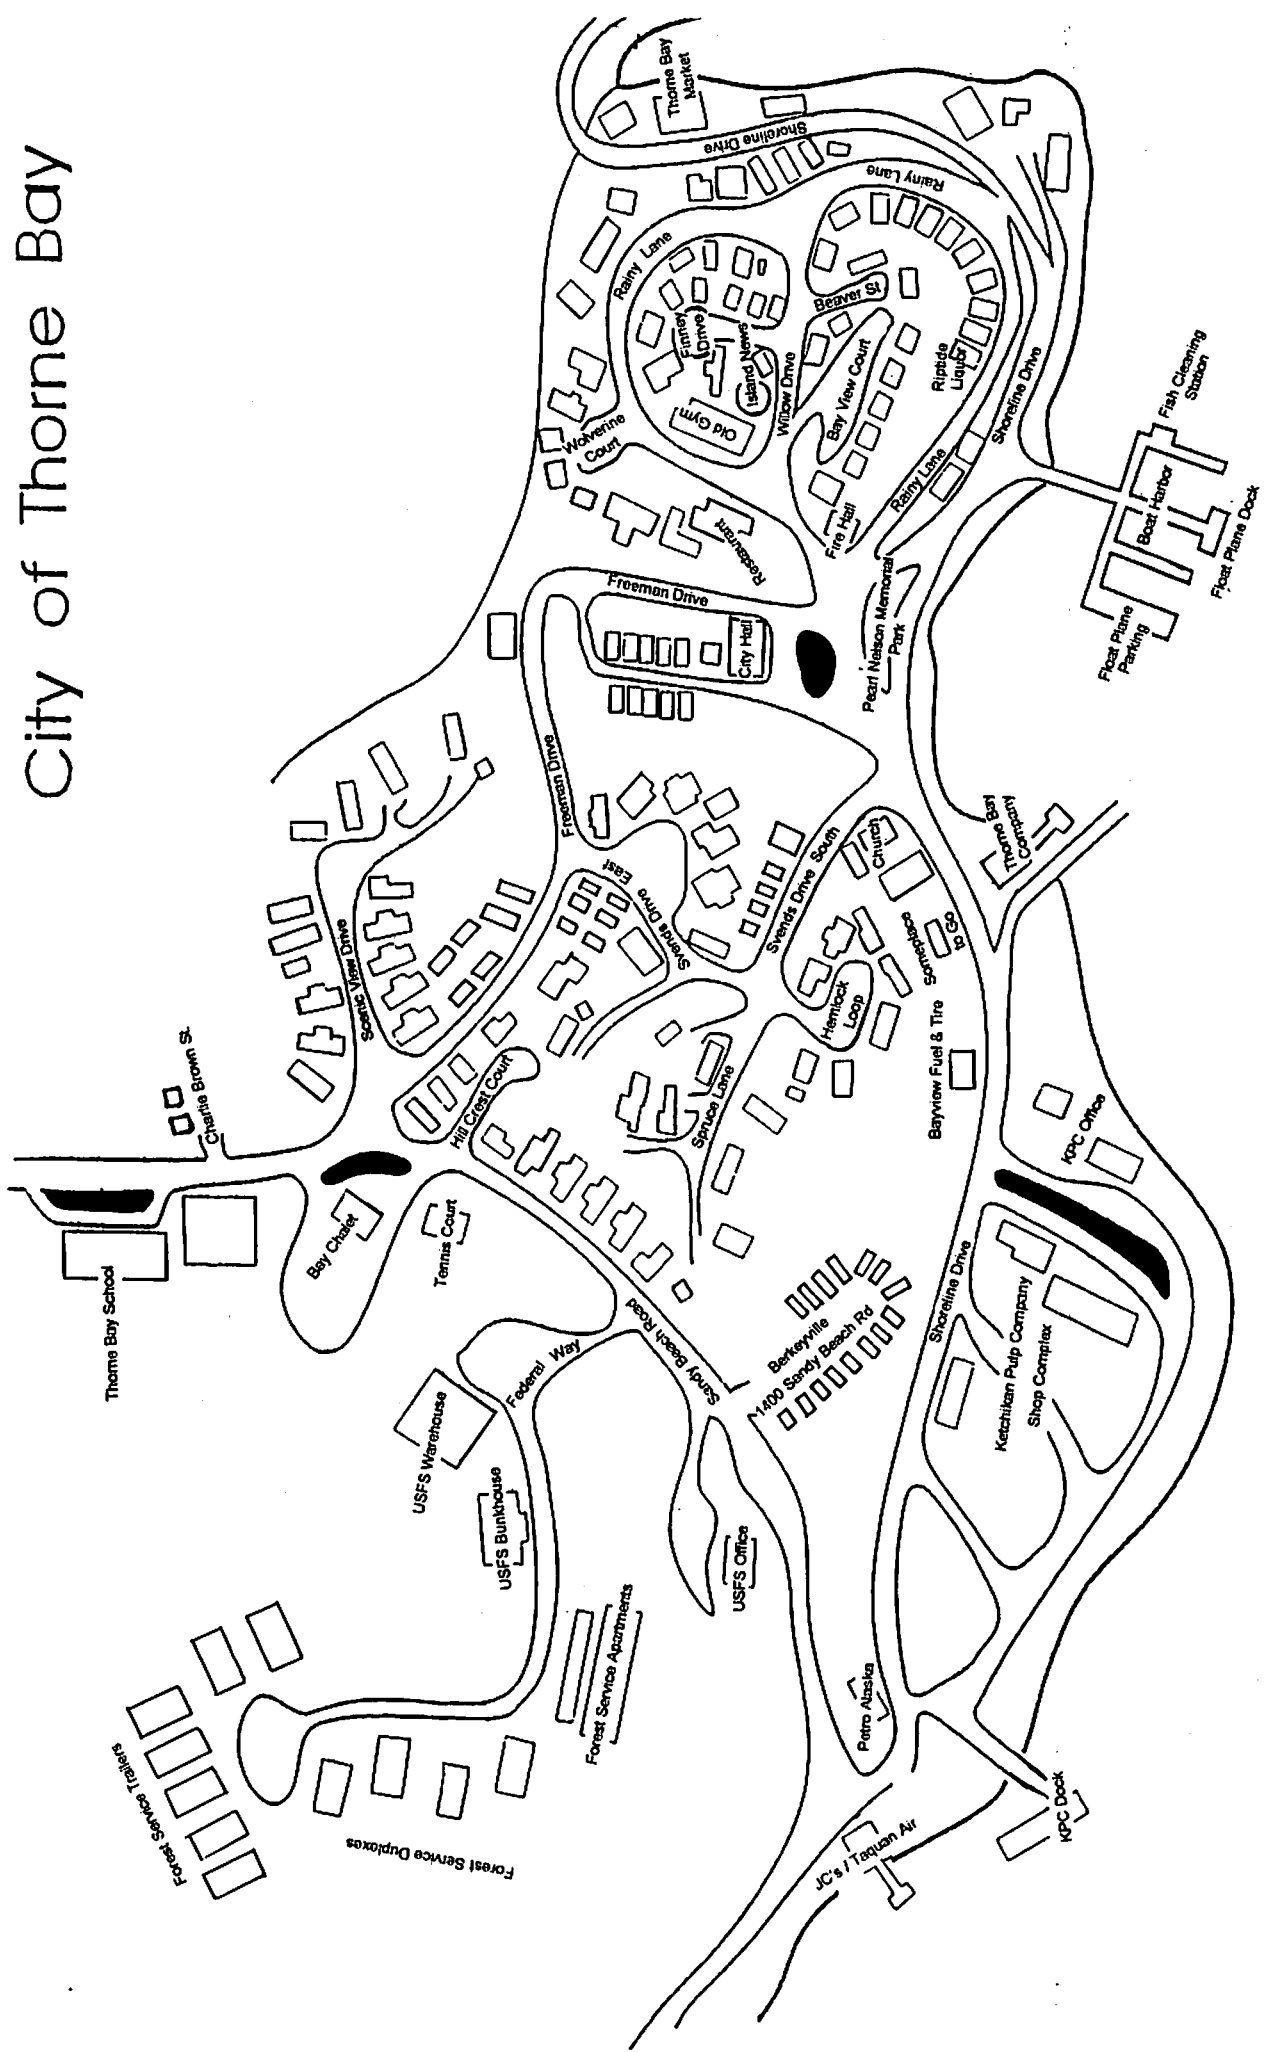 City of Thorne Bay
Thorne Bay School
Charlie Brown St.
Scenic View Drive
Bay Chalet
Tennis Court
Hill Crest Court
Freeman Drive
Freeman Drive
City Hall
Svends Drive East
Svends Drive South
Church
Hemlock
Loop
Someplace
to Go
Spruce Lane
Bayview Fuel & Tire
Thorne Bay
Company
KPC Office
Shoreline Drive
Ketchikan Pulp Company
Shop Complex
Berkeyville
1400 Sandy Beach Rd
Sandy Beach Road
Federal Way
USFS Warehouse
USFS Bunkhouse
USFS Office
Forest Service Apartments
Forest Service Trailers
Forest Service Duplexes
Petro Alaska
JC's / Taquan Air
KPC Dock
Thorne Bay
Market
Shoreline Drive
Rainy Lane
Rainy Lane
Finney
Drive
Island News
Old Gym
Willow Drive
Beaver St
Bay View Court
Riptide
Liquor
Wolverine
Court
Restaurant
Fire Hall
Rainy Lane
Shoreline Drive
Pearl Nelson Memorial
Park
Fish Cleaning
Station
Boat Harbor
Float Plane Dock
Float Plane
Parking